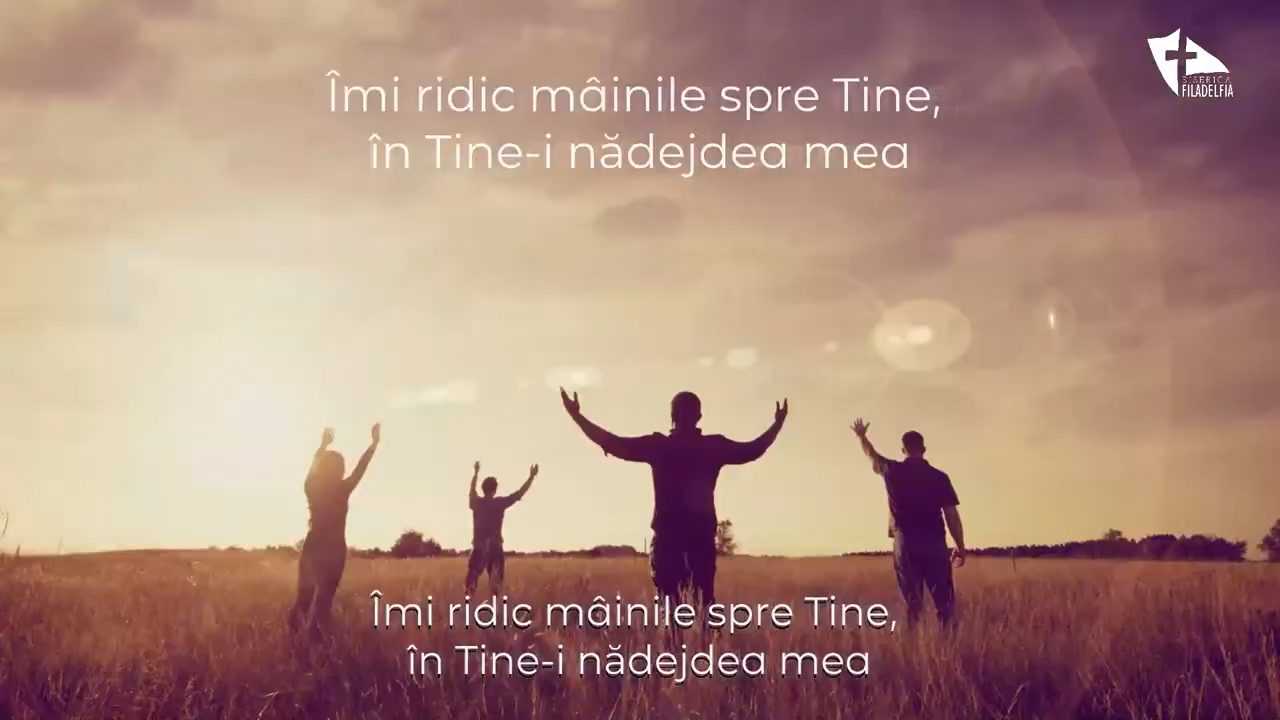 BISERICA
FILADELFIA
Îmi ridic mâinile spre Tine,
în Tine-i nădejdea mea
Îmi ridic mâinile spre Tine,
în Tine-i nădejdea mea